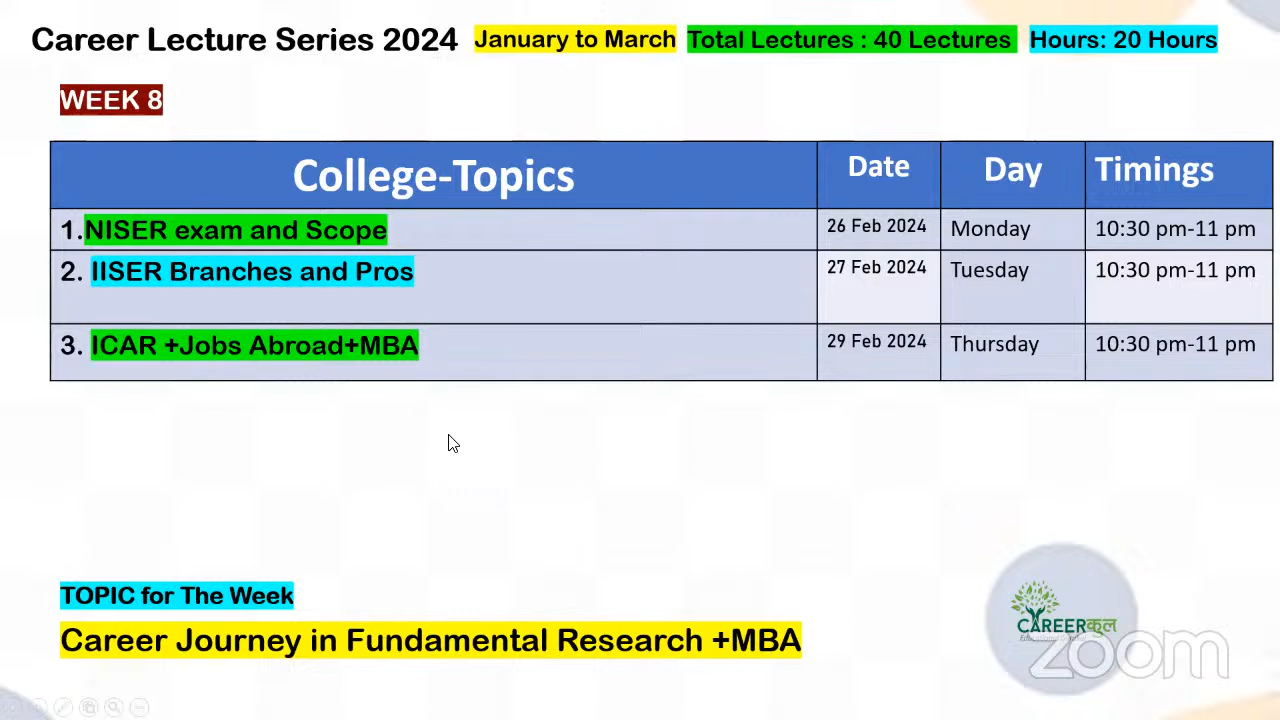 Career Lecture Series 2024 January to March Total Lectures : 40 Lectures Hours: 20 Hours
WEEK 8
College-Topics Date Day Timings
1.NISER exam and Scope 26 Feb 2024 Monday 10:30 pm-11 pm
2. IISER Branches and Pros 27 Feb 2024 Tuesday 10:30 pm-11 pm
3. ICAR +Jobs Abroad+MBA 29 Feb 2024 Thursday 10:30 pm-11 pm
TOPIC for The Week
Career Journey in Fundamental Research +MBA
CAREERकुल
zoom